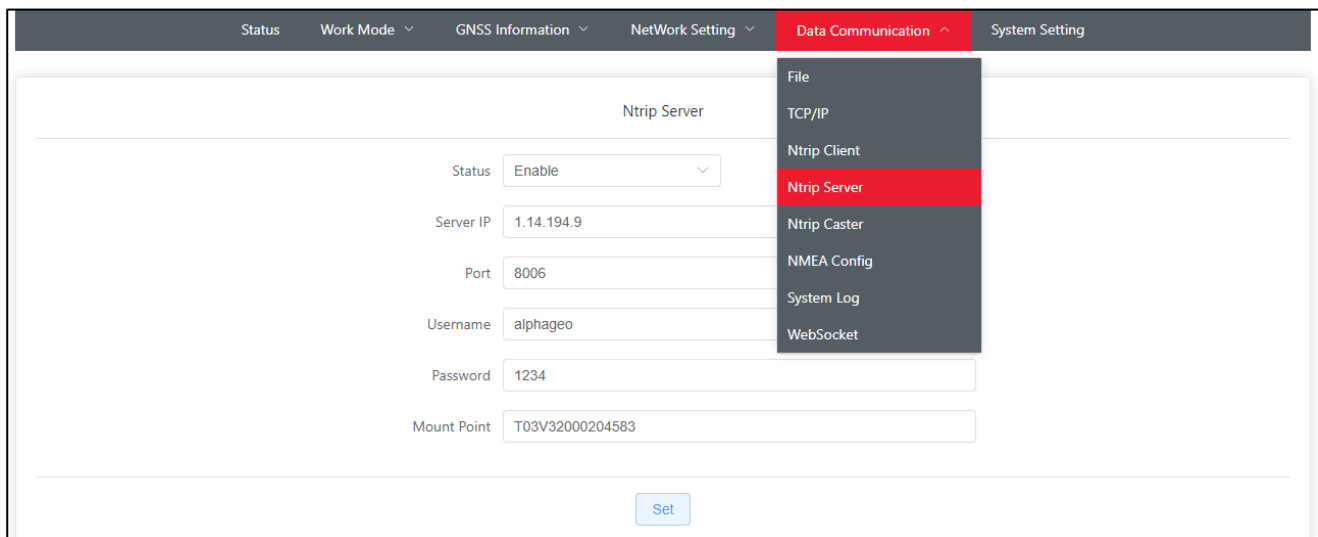 Status Work Mode GNSS Information NetWork Setting Data Communication System Setting
File
TCP/IP
Ntrip Client
Ntrip Server
Ntrip Caster
NMEA Config
System Log
WebSocket
Ntrip Server
Status Enable
Server IP 1.14.194.9
Port 8006
Username alphageo
Password 1234
Mount Point T03V32000204583
Set